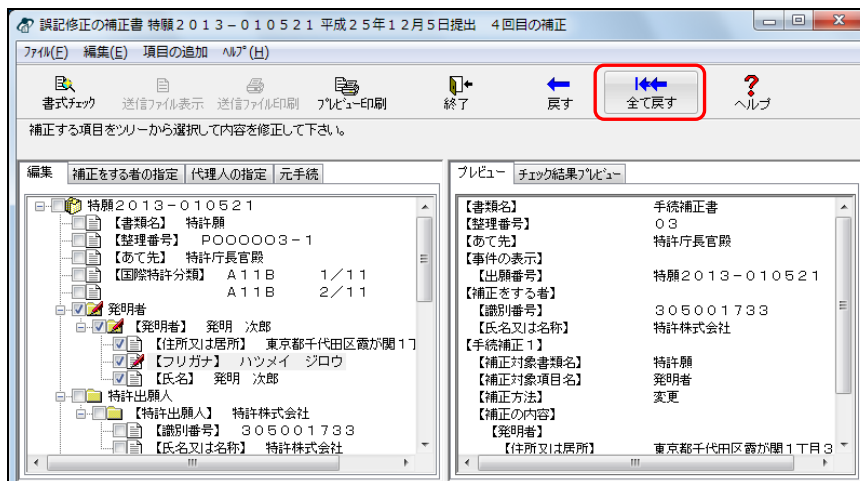 誤記修正の補正書 特願２０１３－０１０５２１ 平成２５年１２月５日提出　４回目の補正
ﾌｧｲﾙ(F)　編集(E)　項目の追加　ﾍﾙﾌﾟ(H)
書式ﾁｪｯｸ　送信ﾌｧｲﾙ表示　送信ﾌｧｲﾙ印刷　ﾌﾟﾚﾋﾞｭｰ印刷　終了　戻す　全て戻す　ヘルプ
補正する項目をツリーから選択して内容を修正して下さい。
編集　補正をする者の指定　代理人の指定　元手続
特願２０１３－０１０５２１
【書類名】　特許願
【整理番号】　Ｐ０００００３－１
【あて先】　特許庁長官殿
【国際特許分類】　Ａ１１Ｂ　　１／１１
Ａ１１Ｂ　　２／１１
発明者
【発明者】　発明　次郎
【住所又は居所】　東京都千代田区霞が関１丁
【フリガナ】　ハツメイ　ジロウ
【氏名】　発明　次郎
特許出願人
【特許出願人】　特許株式会社
【識別番号】　３０５００１７３３
【氏名又は名称】　特許株式会社
プレビュー　チェック結果ﾌﾟﾚﾋﾞｭｰ
【書類名】　手続補正書
【整理番号】　０３
【あて先】　特許庁長官殿
【事件の表示】
【出願番号】　特願２０１３－０１０５２１
【補正をする者】
【識別番号】　３０５００１７３３
【氏名又は名称】　特許株式会社
【手続補正１】
【補正対象書類名】　特許願
【補正対象項目名】　発明者
【補正方法】　変更
【補正の内容】
【発明者】
【住所又は居所】　東京都千代田区霞が関１丁目３